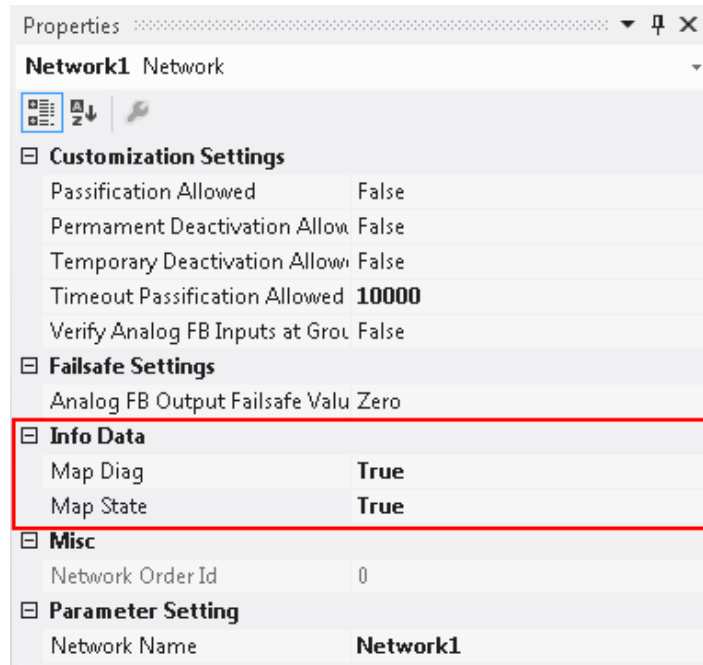 Properties
Network1 Network
Customization Settings
Passification Allowed False
Permament Deactivation Allow False
Temporary Deactivation Allow False
Timeout Passification Allowed 10000
Verify Analog FB Inputs at Grou False
Failsafe Settings
Analog FB Output Failsafe Valu Zero
Info Data
Map Diag True
Map State True
Misc
Network Order Id 0
Parameter Setting
Network Name Network1